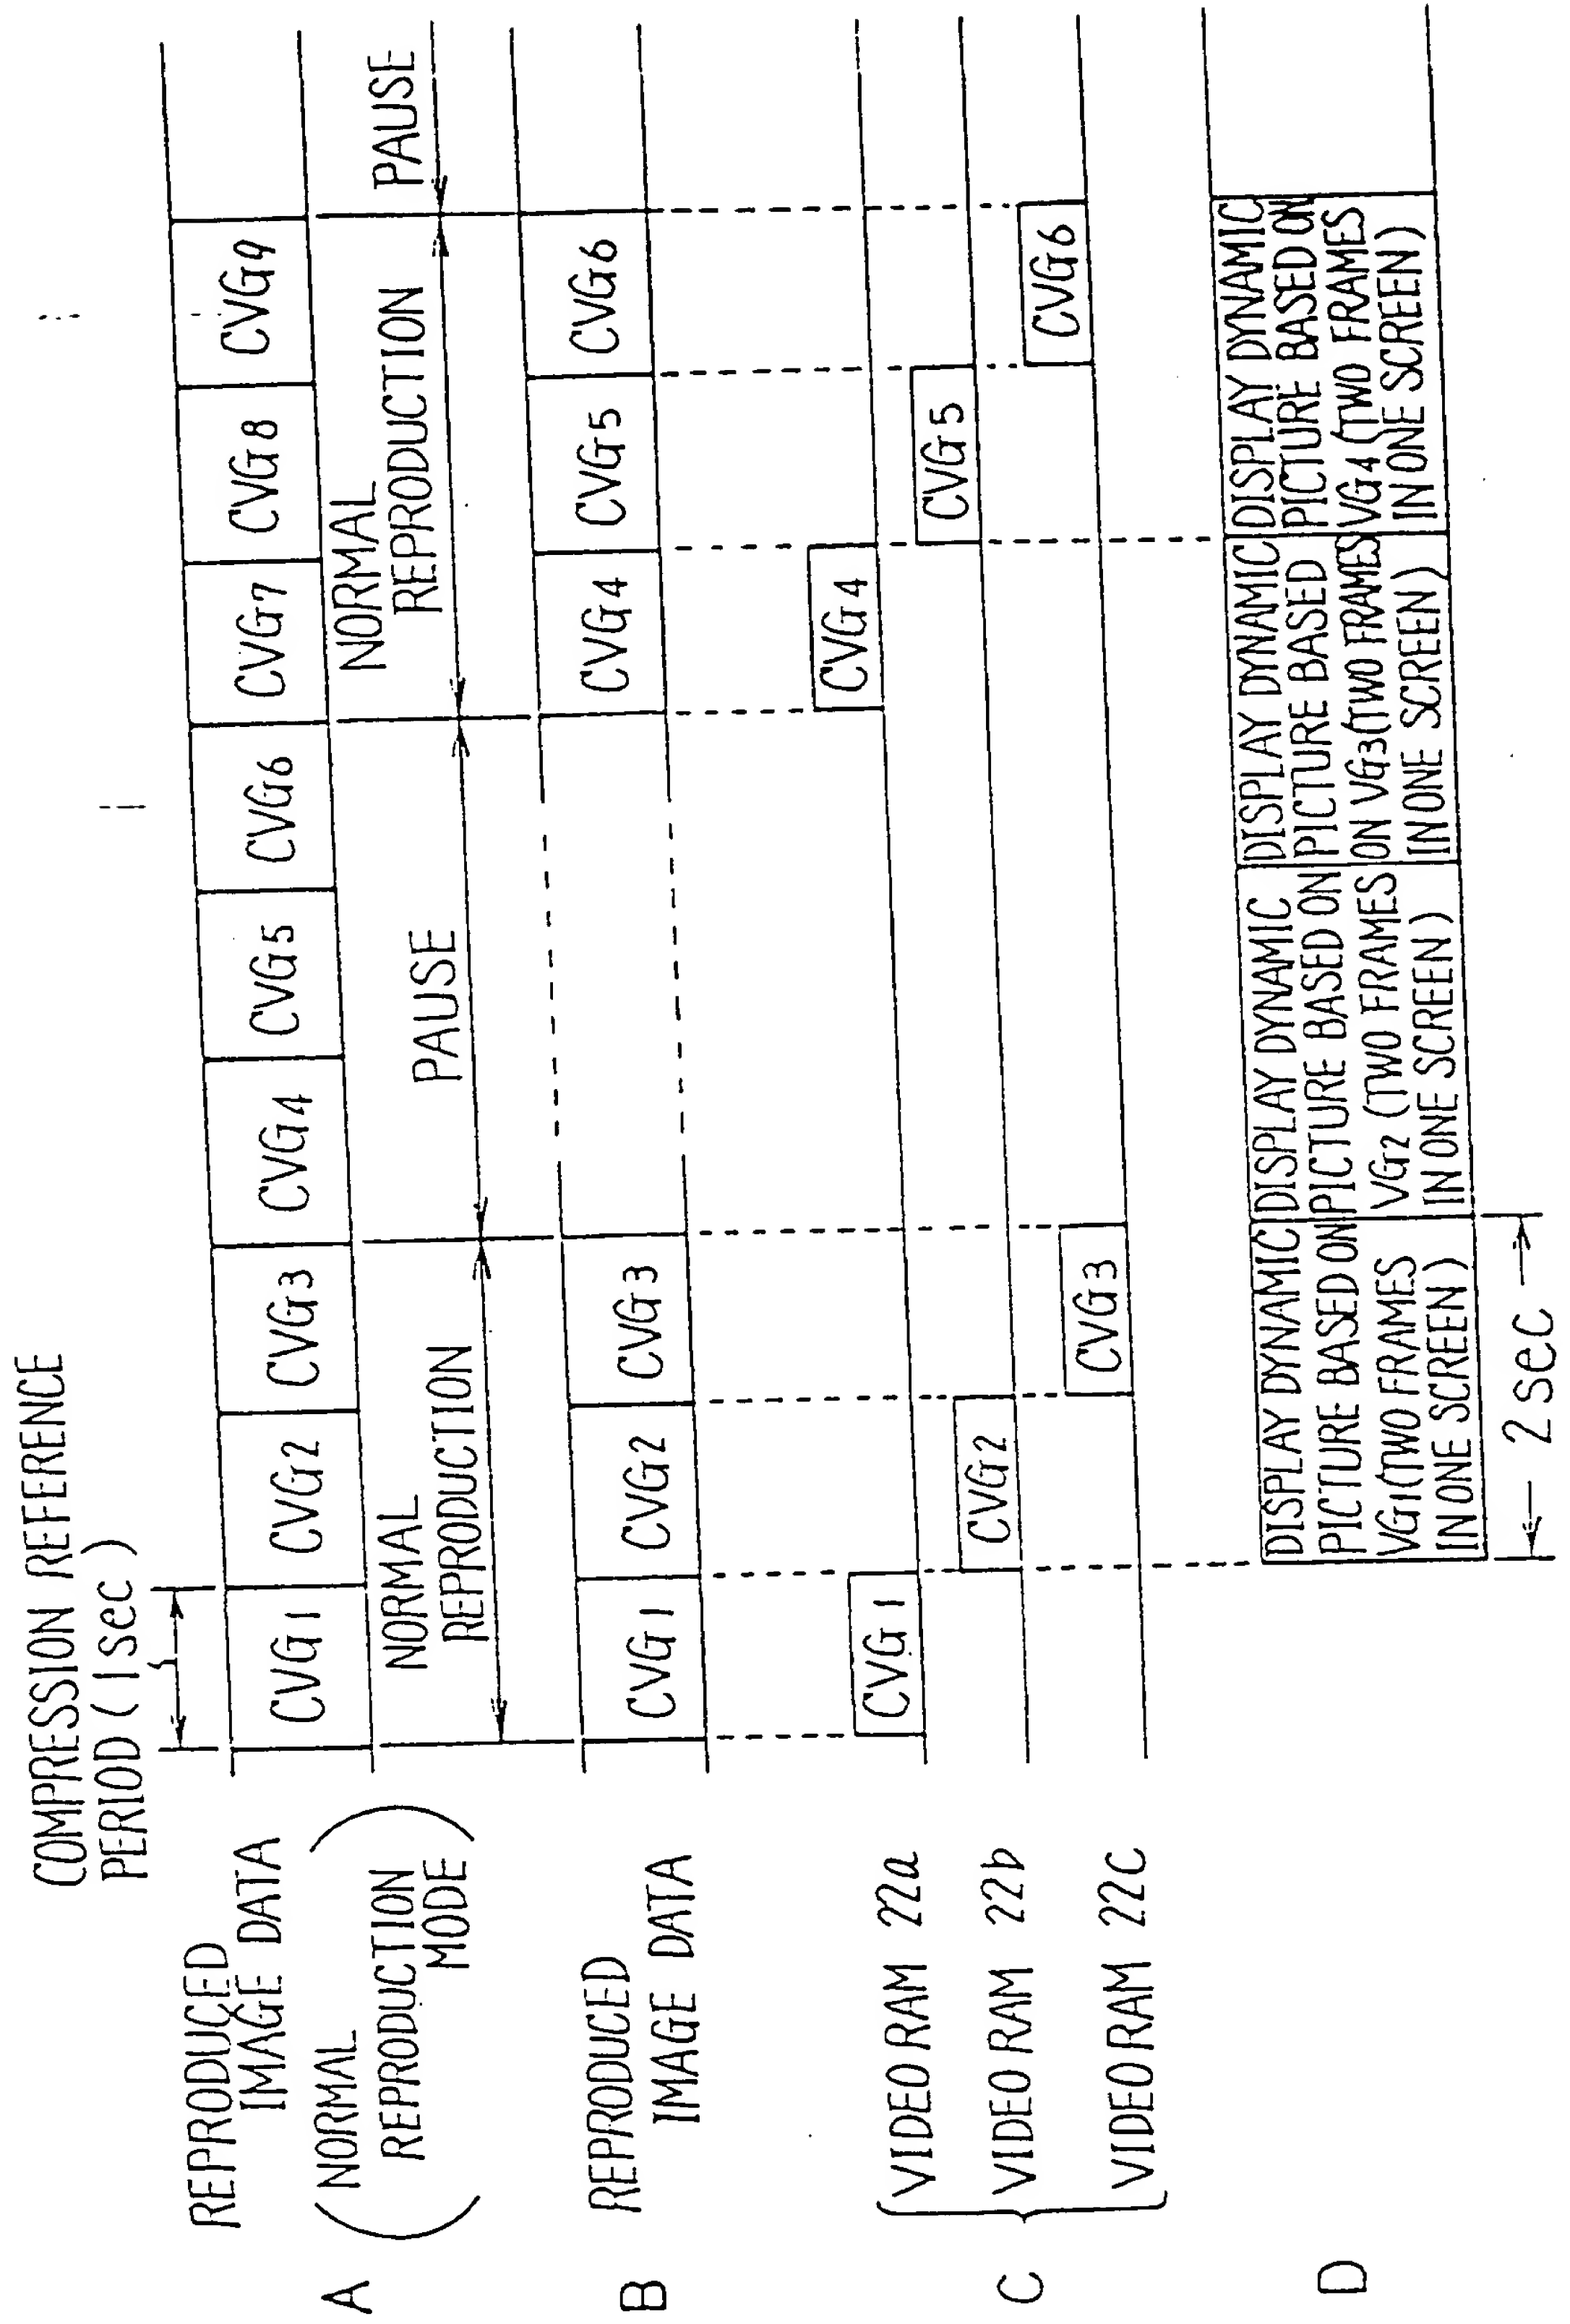 COMPRESSION REFERENCE
PERIOD (1sec)
A
REPRODUCED
IMAGE DATA
(NORMAL
REPRODUCTION
MODE)
CVG1
CVG2
CVG3
CVG4
CVG5
CVG6
CVG7
CVG8
CVG9
NORMAL
REPRODUCTION
PAUSE
NORMAL
REPRODUCTION
PAUSE
B
REPRODUCED
IMAGE DATA
CVG1
CVG2
CVG3
CVG4
CVG5
CVG6
C
VIDEO RAM 22a
CVG1
CVG4
VIDEO RAM 22b
CVG2
CVG5
VIDEO RAM 22c
CVG3
CVG6
D
DISPLAY DYNAMIC
PICTURE BASED ON
VG1(TWO FRAMES
IN ONE SCREEN)
DISPLAY DYNAMIC
PICTURE BASED ON
VG2 (TWO FRAMES
IN ONE SCREEN)
DISPLAY DYNAMIC
PICTURE BASED
ON VG3(TWO FRAMES
IN ONE SCREEN)
DISPLAY DYNAMIC
PICTURE BASED ON
VG4 (TWO FRAMES
IN ONE SCREEN)
2sec